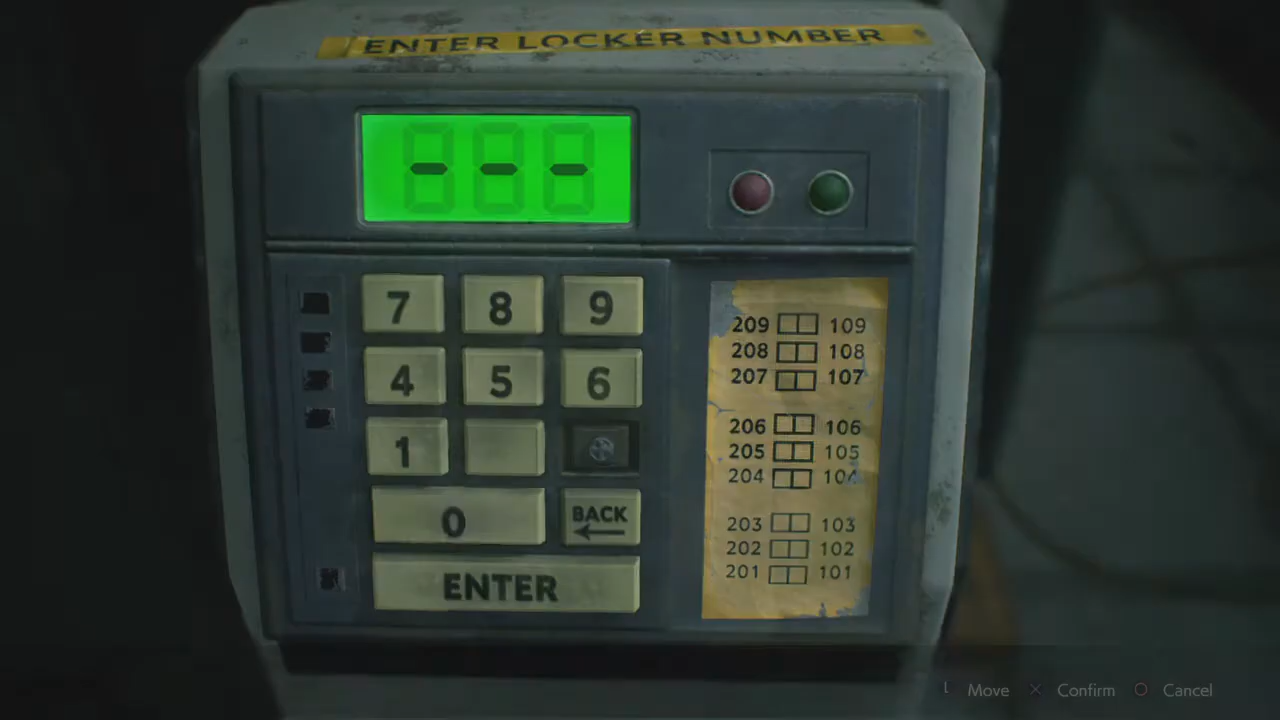 ENTER LOCKER NUMBER
- - -
7 8 9
4 5 6
1
0 BACK
ENTER
209 109
208 108
207 107
206 106
205 105
204 104
203 103
202 102
201 101
L Move X Confirm O Cancel